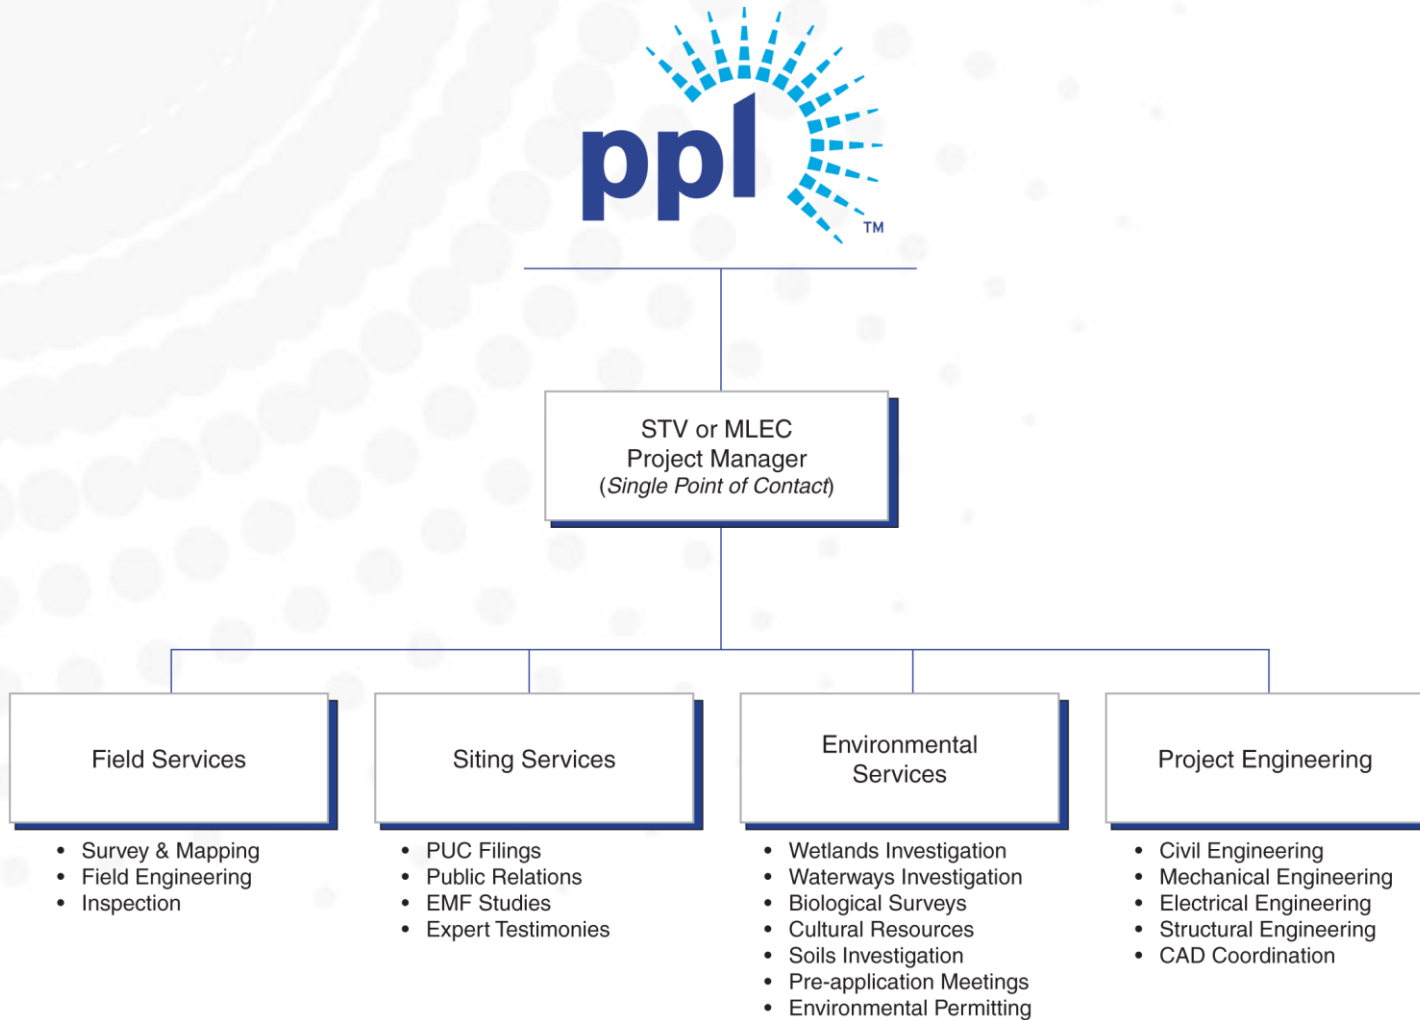 ppl
TM
STV or MLEC
Project Manager
(Single Point of Contact)
Field Services
• Survey & Mapping
• Field Engineering
• Inspection
Siting Services
• PUC Filings
• Public Relations
• EMF Studies
• Expert Testimonies
Environmental
Services
• Wetlands Investigation
• Waterways Investigation
• Biological Surveys
• Cultural Resources
• Soils Investigation
• Pre-application Meetings
• Environmental Permitting
Project Engineering
• Civil Engineering
• Mechanical Engineering
• Electrical Engineering
• Structural Engineering
• CAD Coordination